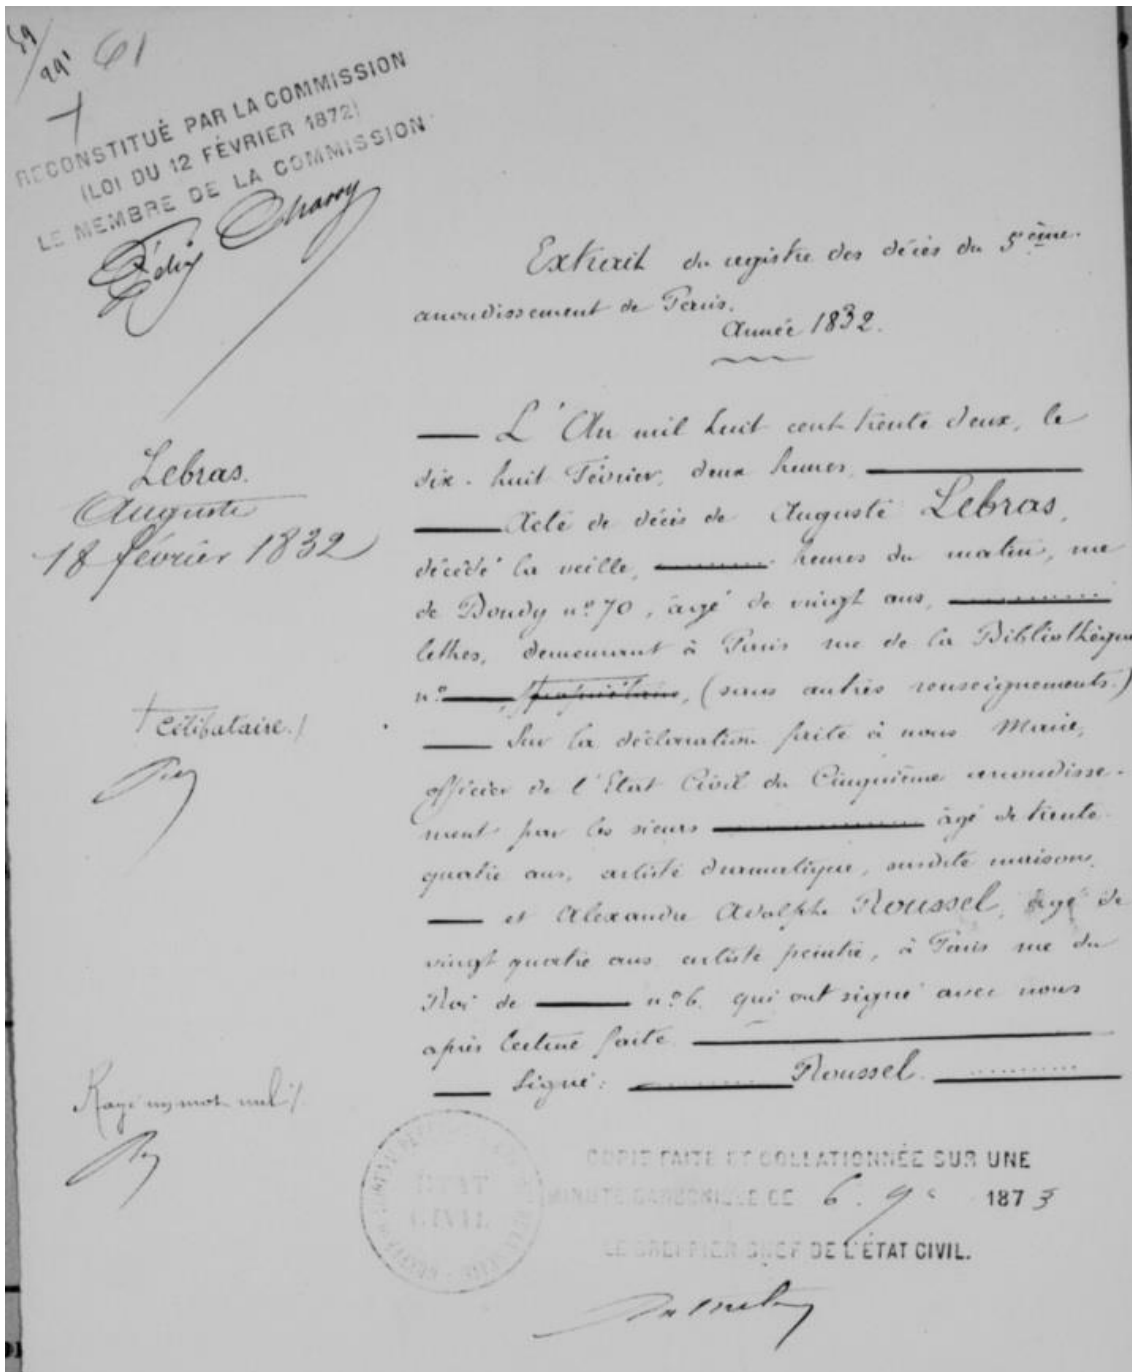 59/
991
61
RECONSTITUÉ PAR LA COMMISSION
(LOI DU 12 FÉVRIER 1872)
LE MEMBRE DE LA COMMISSION
Félix Charoy
Extrait du registre des décès du 5ème
arrondissement de Paris.
Année 1832.
L'An mil huit cent trente deux, le
dix-huit Février, deux heures,
Acte de décès de Auguste Lebras,
décédé la veille, heures du matin, rue
de Bondy n° 70, âgé de vingt ans,
lettres, demeurant à Paris rue de la Bibliothèque
n° , propriétaire, (sans autres renseignements.)
Sur la déclaration faite à nous Maire,
officier de l'Etat Civil du Cinquième arrondisse-
ment par les sieurs âgé de trente
quatre ans, artiste dramatique, susdite maison,
et Alexandre Adolphe Roussel, âgé de
vingt quatre ans artiste peintre, à Paris rue du
Roi de n° 6. qui ont signé avec nous
après lecture faite
Signé: Roussel.
Lebras.
Auguste
18 février 1832
célibataire./
Rayé un mot nul/.
ETAT
CIVIL
COPIE FAITE ET COLLATIONNÉE SUR UNE
MINUTE CARBONISÉE CE 6. 9e 1873
LE GREFFIER CHEF DE L'ÉTAT CIVIL.